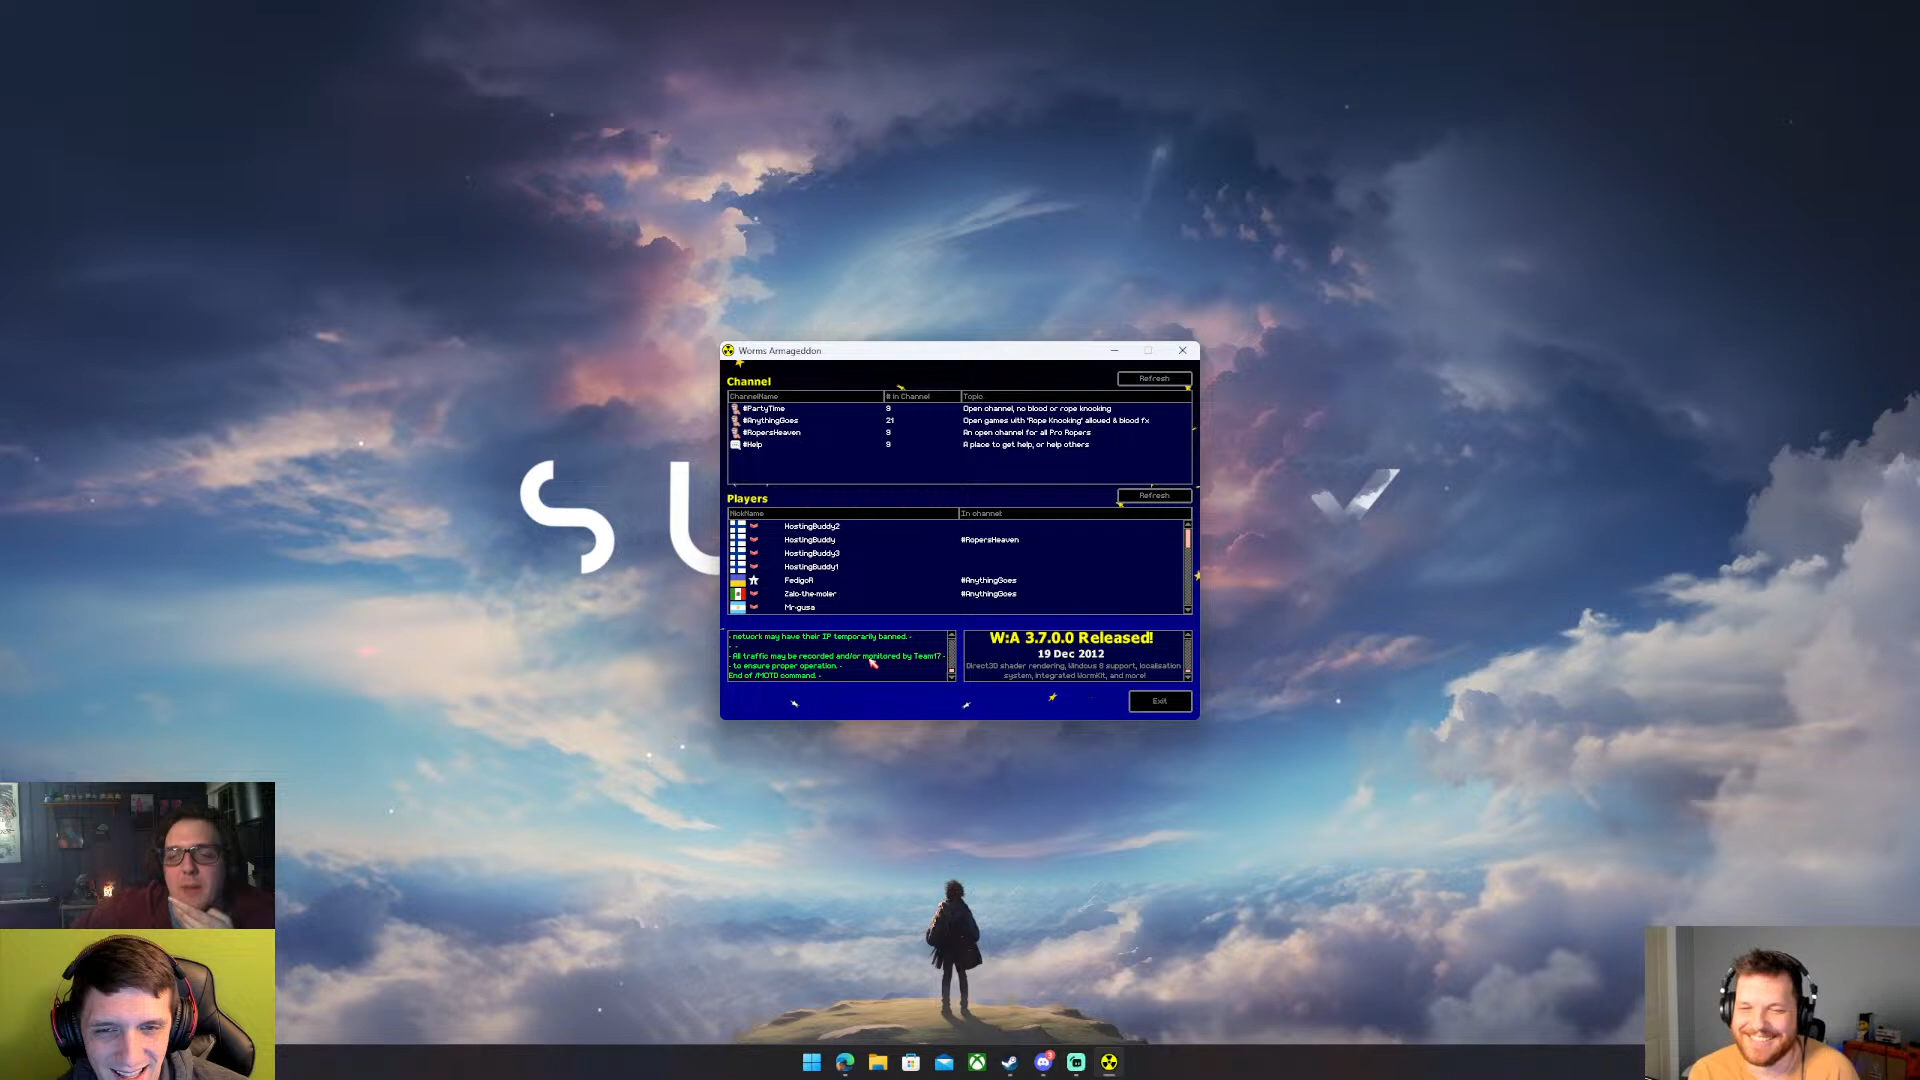 Worms Armageddon
Channel
Refresh
ChannelName # In Channel Topic
#PartyTime 9 Open channel, no blood or rope knocking
#AnythingGoes 21 Open games with 'Rope Knocking' allowed & blood fx
#RopersHeaven 9 An open channel for all Pro Ropers
#Help 9 A place to get help, or help others
SU
Players
Refresh
NickName In channel
HostingBuddy2
HostingBuddy #RopersHeaven
HostingBuddy3
HostingBuddy1
FedigoR #AnythingGoes
Zalo-the-moler #AnythingGoes
Mr-gusa
- network may have their IP temporarily banned. -
- -
- All traffic may be recorded and/or monitored by Team17 -
- to ensure proper operation. -
End of /MOTD command. -
W:A 3.7.0.0 Released!
19 Dec 2012
Direct3D shader rendering, Windows 8 support, localisation
system, integrated WormKit, and more!
Exit